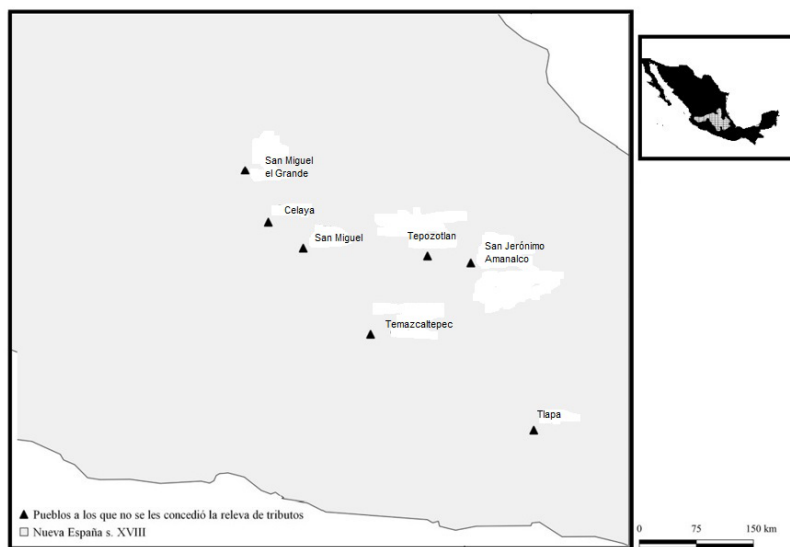 San Miguel
el Grande
Celaya
San Miguel
Tepozotlan
San Jerónimo
Amanalco
Temazcaltepec
Tlapa
Pueblos a los que no se les concedió la releva de tributos
Nueva España s. XVIII
0 75 150 km